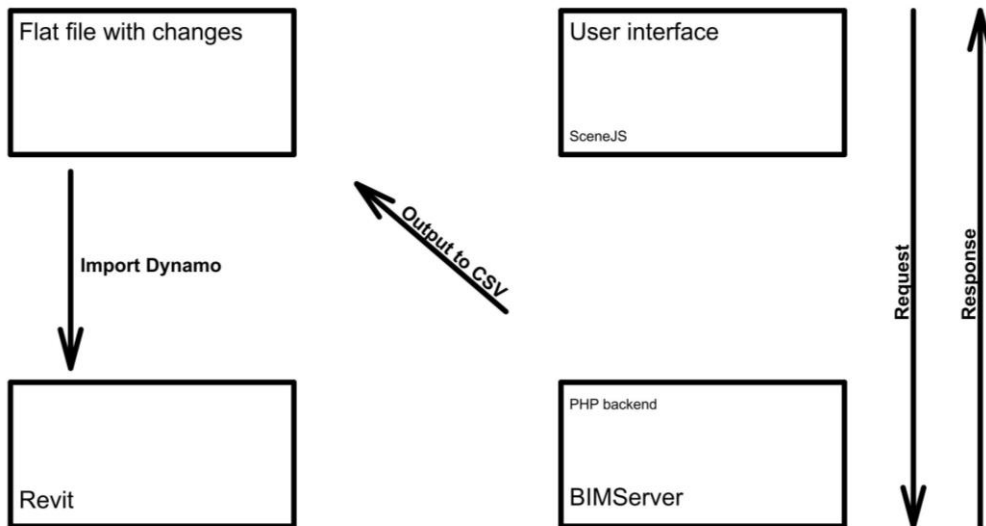 Flat file with changes
User interface
SceneJS
Import Dynamo
Output to CSV
Request
Response
PHP backend
Revit
BIMServer